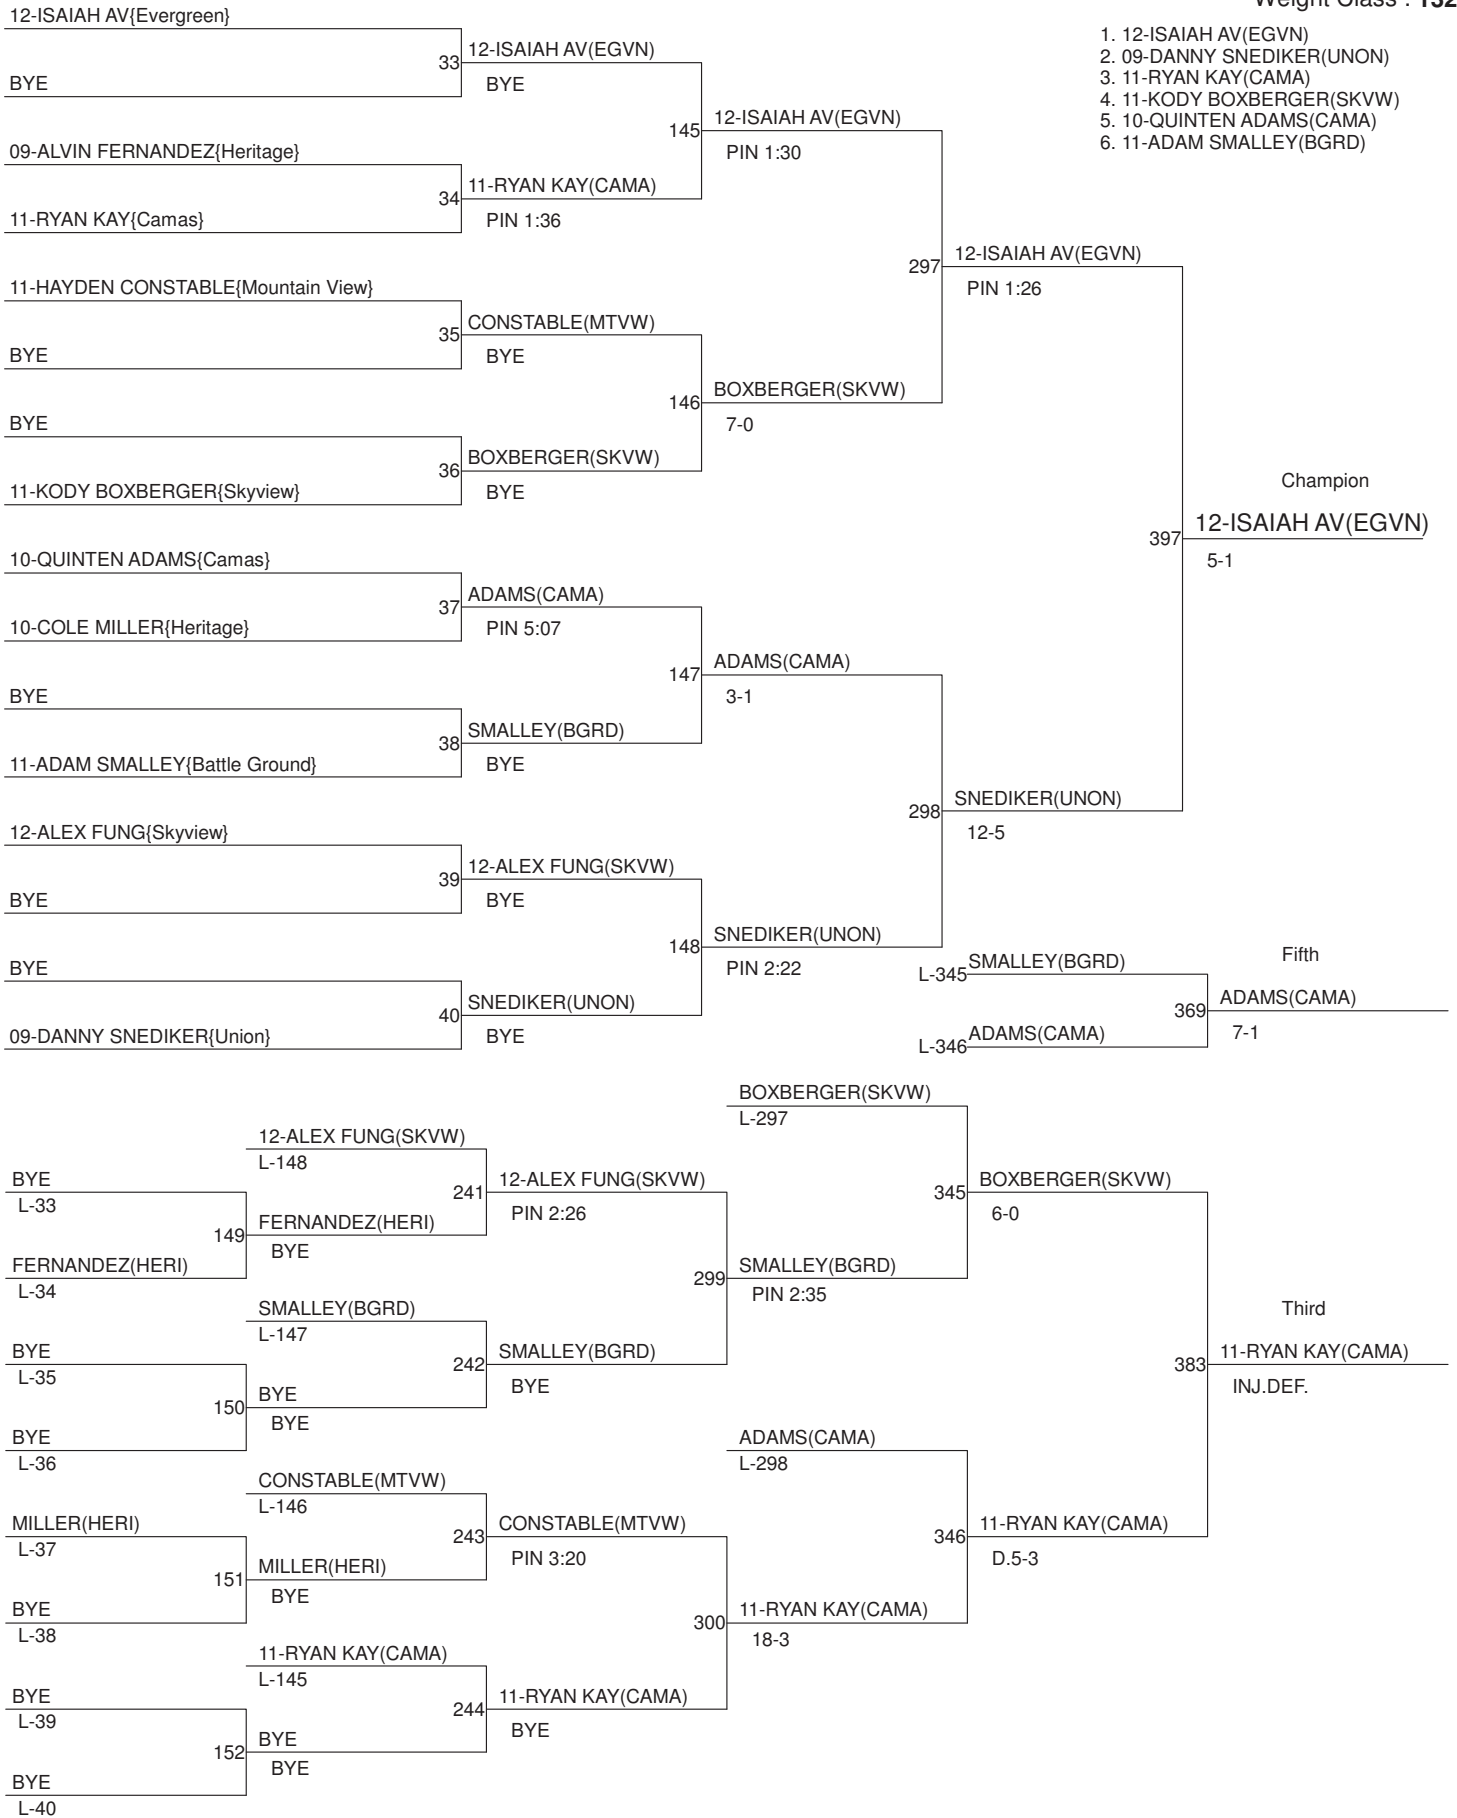 Weight Class : 132
12-ISAIAH AV{Evergreen}
1. 12-ISAIAH AV(EGVN)
2. 09-DANNY SNEDIKER(UNON)
3. 11-RYAN KAY(CAMA)
4. 11-KODY BOXBERGER(SKVW)
5. 10-QUINTEN ADAMS(CAMA)
6. 11-ADAM SMALLEY(BGRD)
33 12-ISAIAH AV(EGVN)
BYE
BYE
145 12-ISAIAH AV(EGVN)
PIN 1:30
09-ALVIN FERNANDEZ{Heritage}
34 11-RYAN KAY(CAMA)
PIN 1:36
11-RYAN KAY{Camas}
297 12-ISAIAH AV(EGVN)
PIN 1:26
11-HAYDEN CONSTABLE{Mountain View}
35 CONSTABLE(MTVW)
BYE
BYE
146 BOXBERGER(SKVW)
7-0
BYE
36 BOXBERGER(SKVW)
BYE
11-KODY BOXBERGER{Skyview}
Champion
397 12-ISAIAH AV(EGVN)
5-1
10-QUINTEN ADAMS{Camas}
37 ADAMS(CAMA)
PIN 5:07
10-COLE MILLER{Heritage}
147 ADAMS(CAMA)
3-1
BYE
38 SMALLEY(BGRD)
BYE
11-ADAM SMALLEY{Battle Ground}
298 SNEDIKER(UNON)
12-5
12-ALEX FUNG{Skyview}
39 12-ALEX FUNG(SKVW)
BYE
BYE
148 SNEDIKER(UNON)
PIN 2:22
BYE
40 SNEDIKER(UNON)
BYE
09-DANNY SNEDIKER{Union}
Fifth
L-345 SMALLEY(BGRD)
369 ADAMS(CAMA)
7-1
L-346 ADAMS(CAMA)
BOXBERGER(SKVW)
L-297
12-ALEX FUNG(SKVW)
L-148
BYE
L-33
241 12-ALEX FUNG(SKVW)
PIN 2:26
345 BOXBERGER(SKVW)
6-0
149 FERNANDEZ(HERI)
BYE
FERNANDEZ(HERI)
L-34
299 SMALLEY(BGRD)
PIN 2:35
SMALLEY(BGRD)
L-147
Third
BYE
L-35
242 SMALLEY(BGRD)
BYE
383 11-RYAN KAY(CAMA)
INJ.DEF.
150 BYE
BYE
BYE
L-36
ADAMS(CAMA)
L-298
CONSTABLE(MTVW)
L-146
MILLER(HERI)
L-37
243 CONSTABLE(MTVW)
PIN 3:20
346 11-RYAN KAY(CAMA)
D.5-3
151 MILLER(HERI)
BYE
BYE
L-38
300 11-RYAN KAY(CAMA)
18-3
11-RYAN KAY(CAMA)
L-145
BYE
L-39
244 11-RYAN KAY(CAMA)
BYE
152 BYE
BYE
BYE
L-40